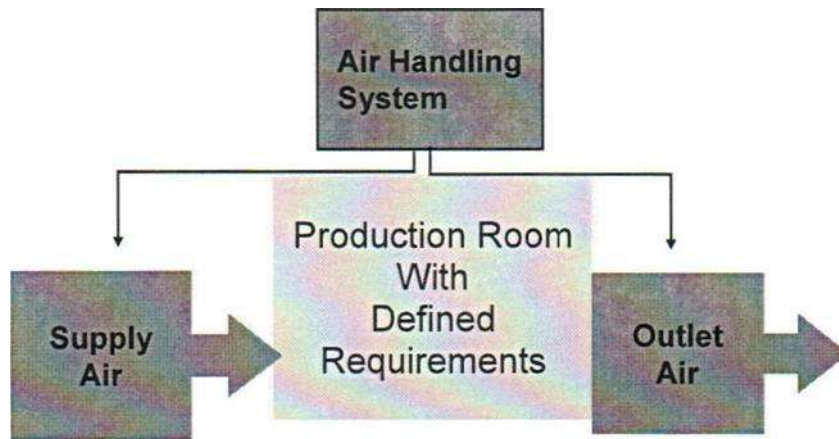 Air Handling
System
Production Room
With
Defined
Requirements
Supply
Air
Outlet
Air